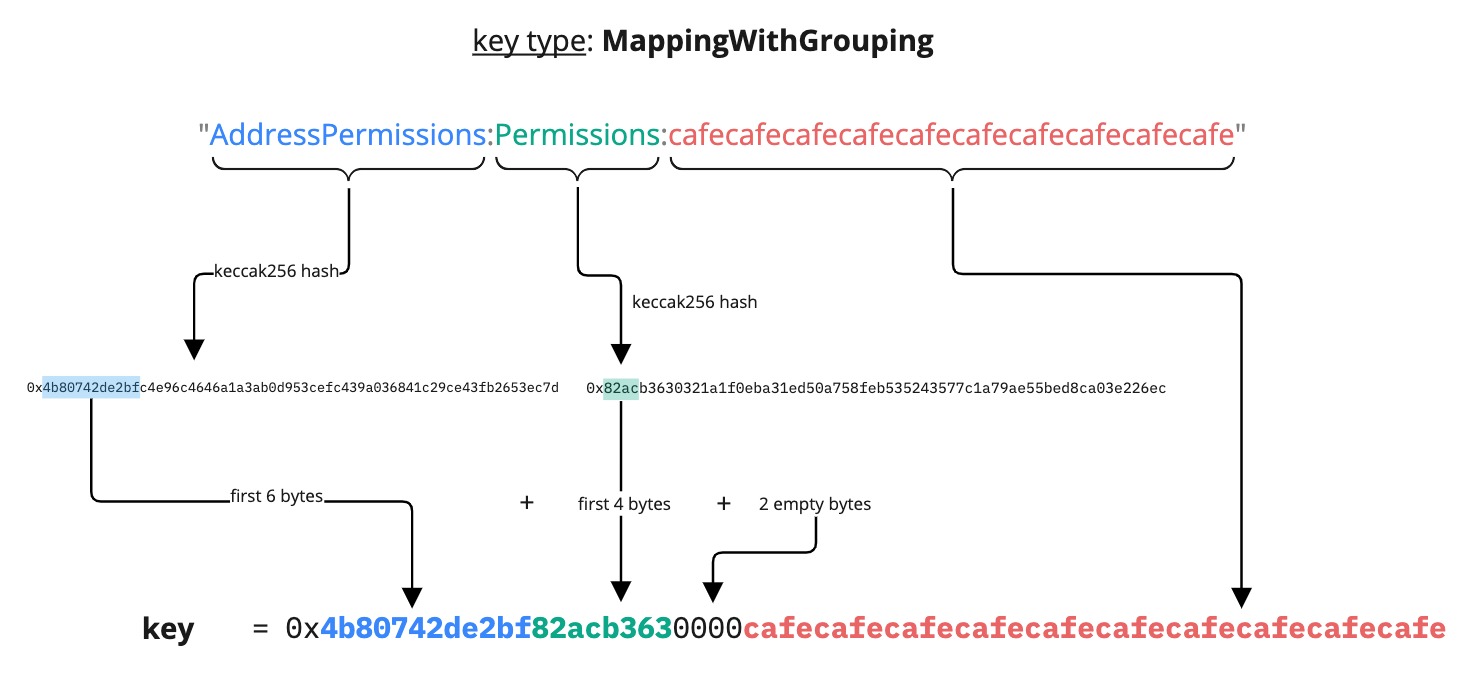 key type: MappingWithGrouping
"AddressPermissions:Permissions:cafecafecafecafecafecafecafecafecafecafe"
keccak256 hash
keccak256 hash
0x4b80742de2bfc4e96c4646a1a3ab0d953cefc439a036841c29ce43fb2653ec7d
0x82acb3630321a1f0eba31ed50a758feb535243577c1a79ae55bed8ca03e226ec
first 6 bytes
+
first 4 bytes
+
2 empty bytes
key = 0x4b80742de2bf82acb3630000cafecafecafecafecafecafecafecafecafecafe